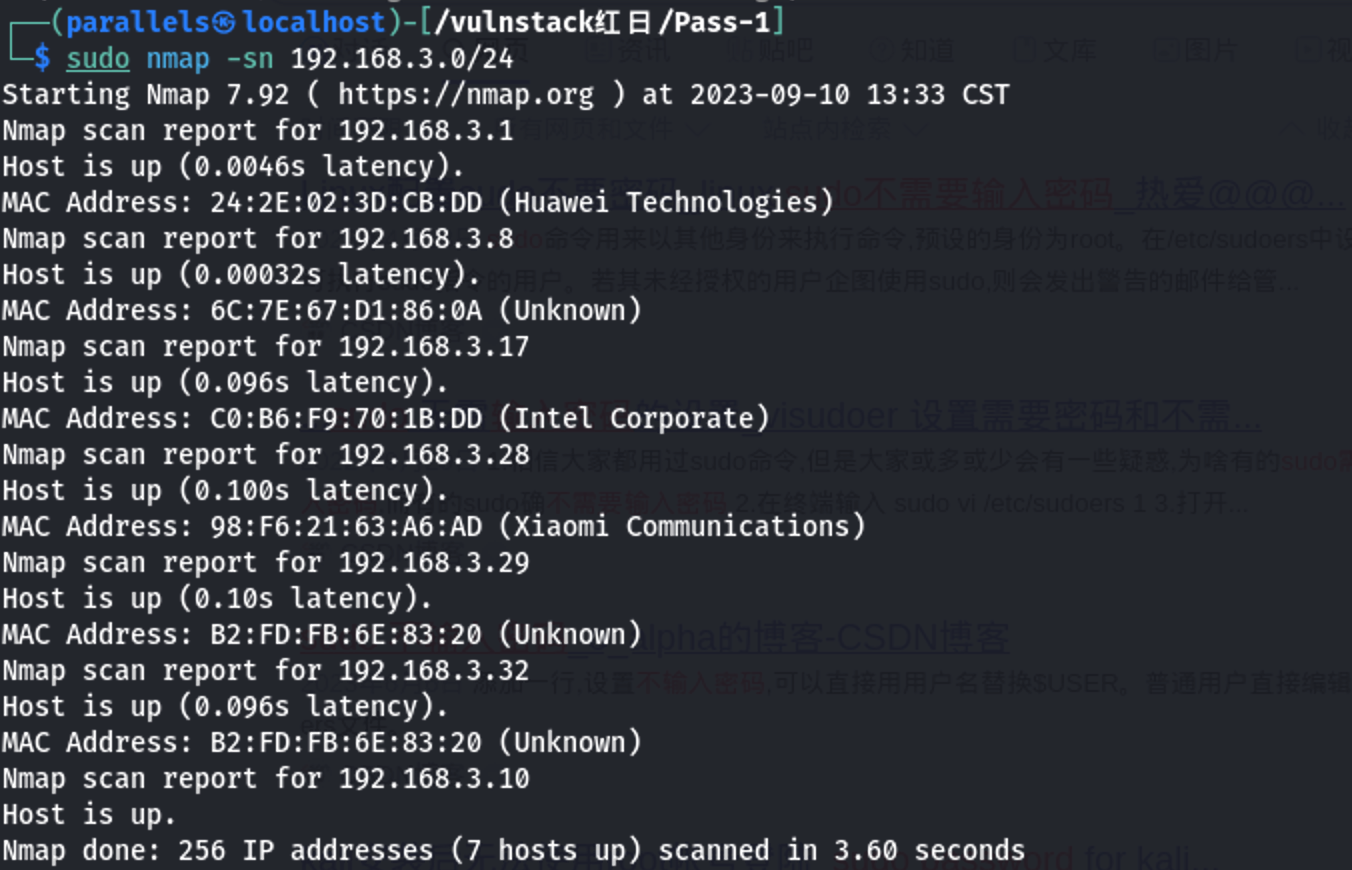 (parallels㉿localhost)-[/vulnstack红日/Pass-1]
$ sudo nmap -sn 192.168.3.0/24
Starting Nmap 7.92 ( https://nmap.org ) at 2023-09-10 13:33 CST
Nmap scan report for 192.168.3.1
Host is up (0.0046s latency).
MAC Address: 24:2E:02:3D:CB:DD (Huawei Technologies)
Nmap scan report for 192.168.3.8
Host is up (0.00032s latency).
MAC Address: 6C:7E:67:D1:86:0A (Unknown)
Nmap scan report for 192.168.3.17
Host is up (0.096s latency).
MAC Address: C0:B6:F9:70:1B:DD (Intel Corporate)
Nmap scan report for 192.168.3.28
Host is up (0.100s latency).
MAC Address: 98:F6:21:63:A6:AD (Xiaomi Communications)
Nmap scan report for 192.168.3.29
Host is up (0.10s latency).
MAC Address: B2:FD:FB:6E:83:20 (Unknown)
Nmap scan report for 192.168.3.32
Host is up (0.096s latency).
MAC Address: B2:FD:FB:6E:83:20 (Unknown)
Nmap scan report for 192.168.3.10
Host is up.
Nmap done: 256 IP addresses (7 hosts up) scanned in 3.60 seconds